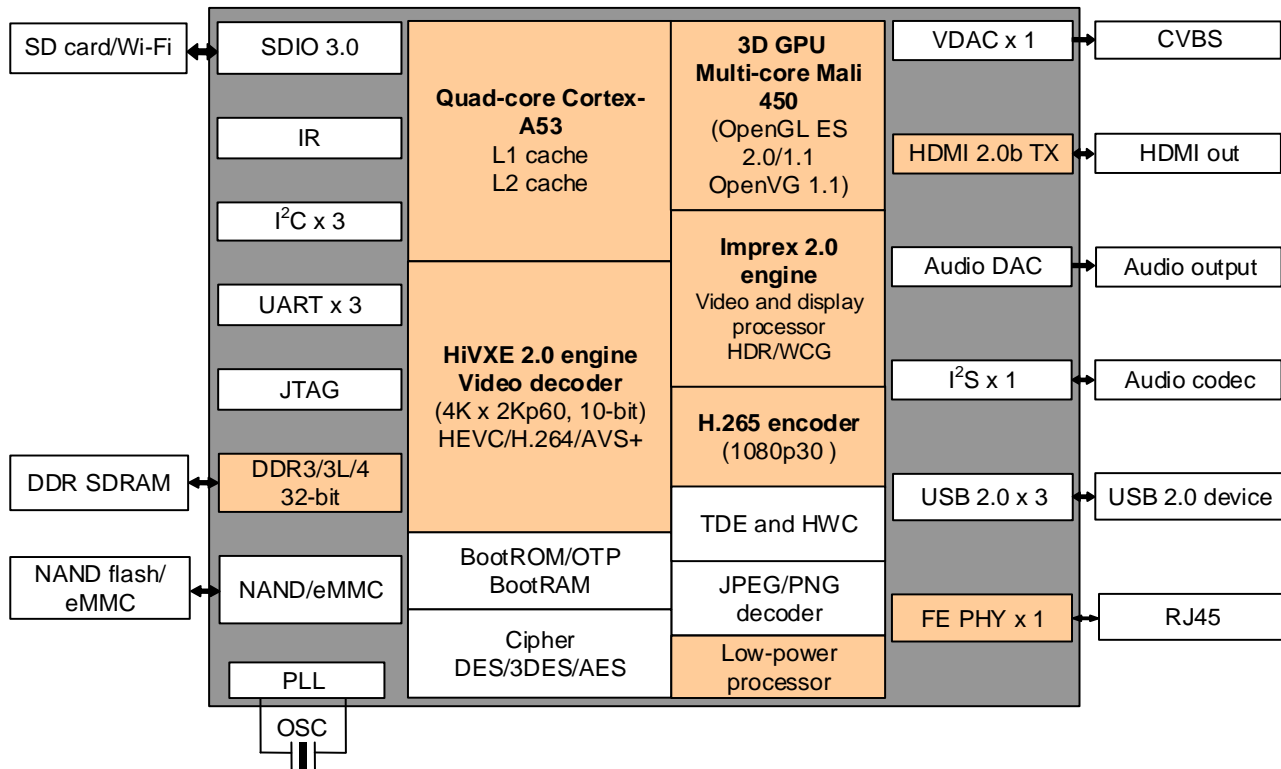 SD card/Wi-Fi
SDIO 3.0
IR
I²C x 3
UART x 3
JTAG
DDR SDRAM
DDR3/3L/4
32-bit
NAND flash/
eMMC
NAND/eMMC
PLL
OSC
Quad-core Cortex-
A53
L1 cache
L2 cache
HiVXE 2.0 engine
Video decoder
(4K x 2Kp60, 10-bit)
HEVC/H.264/AVS+
BootROM/OTP
BootRAM
Cipher
DES/3DES/AES
3D GPU
Multi-core Mali
450
(OpenGL ES
2.0/1.1
OpenVG 1.1)
Imprex 2.0
engine
Video and display
processor
HDR/WCG
H.265 encoder
(1080p30 )
TDE and HWC
JPEG/PNG
decoder
Low-power
processor
VDAC x 1
CVBS
HDMI 2.0b TX
HDMI out
Audio DAC
Audio output
I²S x 1
Audio codec
USB 2.0 x 3
USB 2.0 device
FE PHY x 1
RJ45